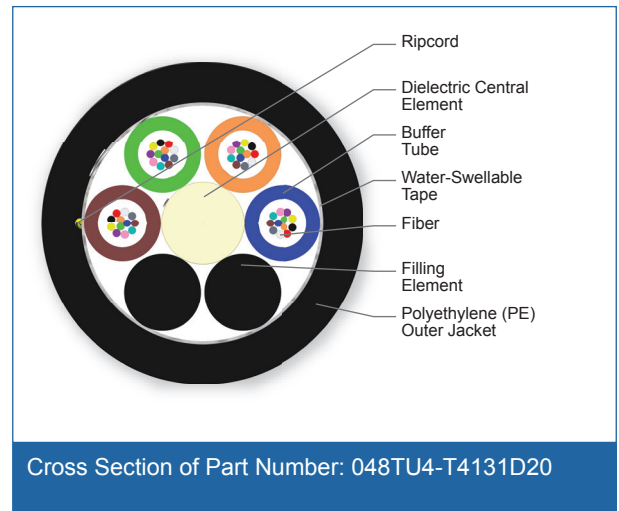 Ripcord
Dielectric Central
Element
Buffer
Tube
Water-Swellable
Tape
Fiber
Filling
Element
Polyethylene (PE)
Outer Jacket
Cross Section of Part Number: 048TU4-T4131D20